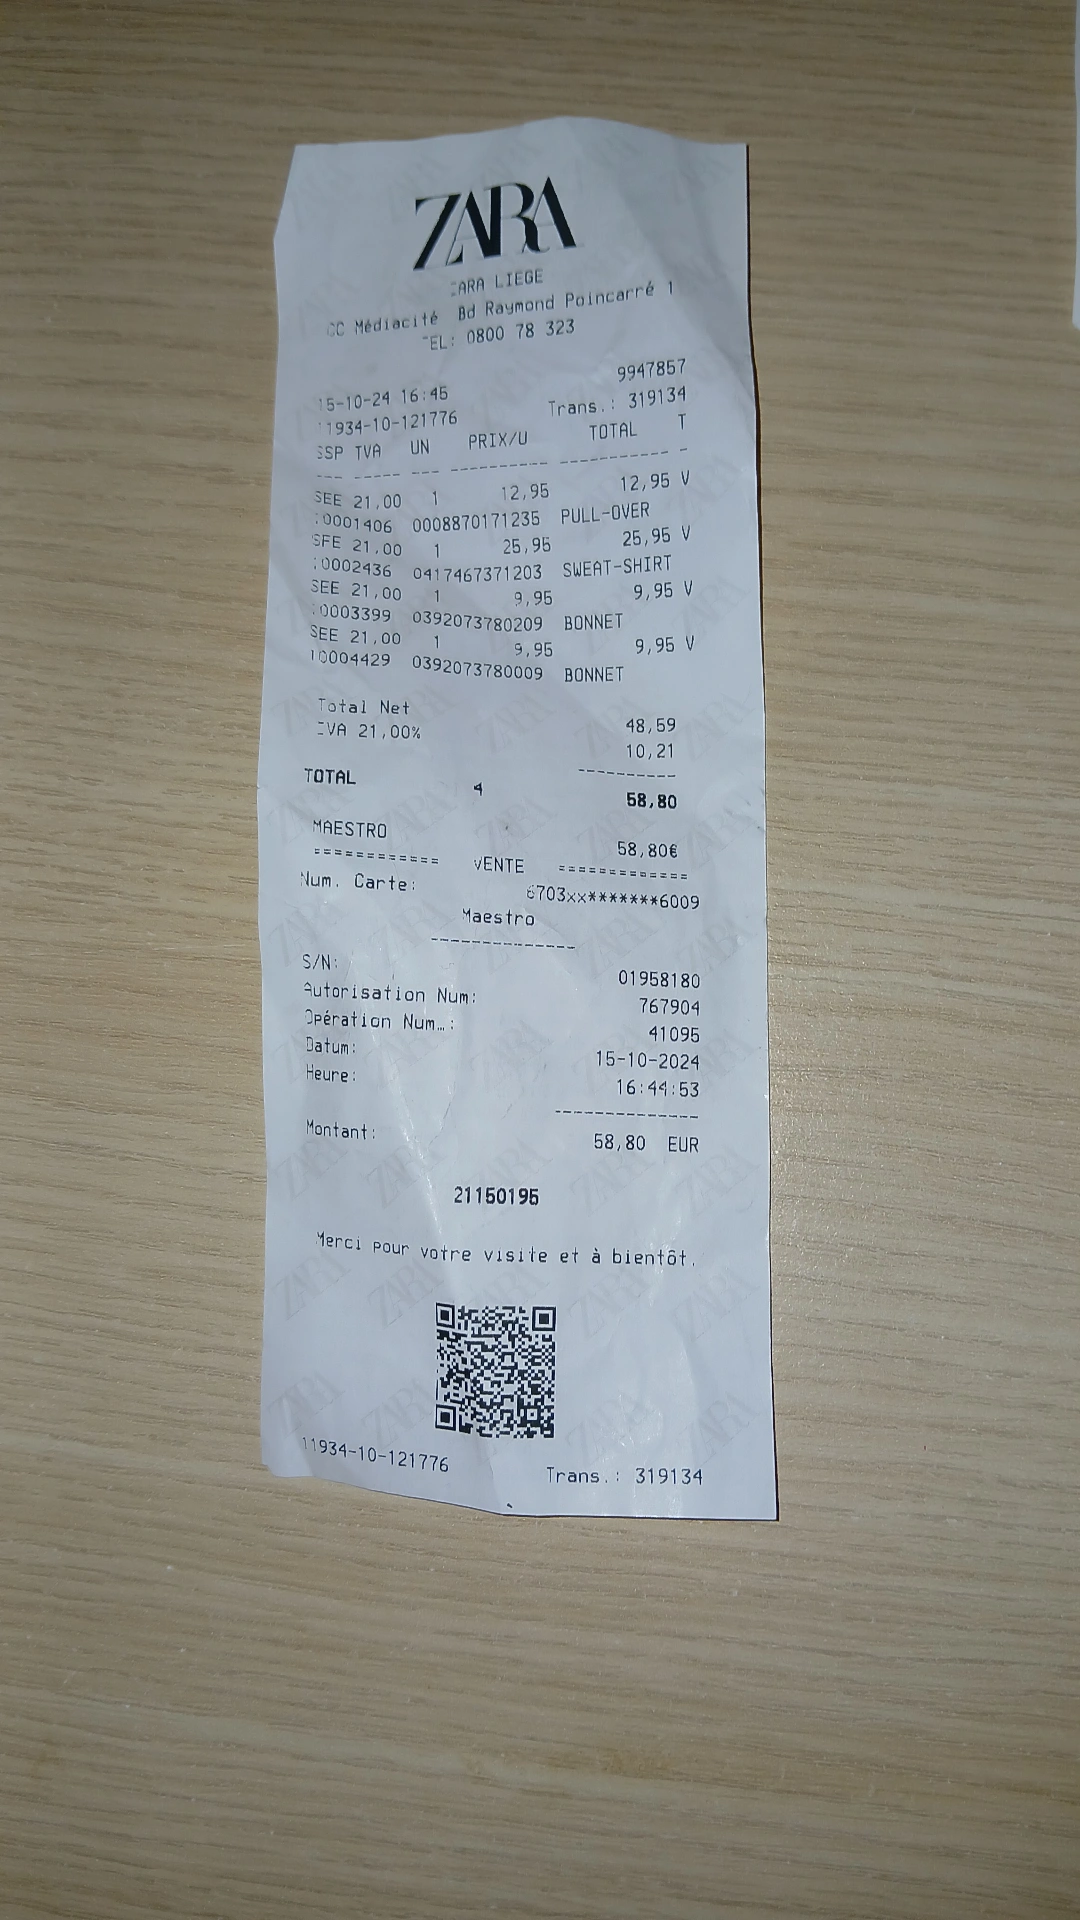 ZARA
ZARA LIEGE
CC Médiacité Bd Raymond Poincarré 1
TEL: 0800 78 323
9947857
15-10-24 16:45
Trans.: 319134
11934-10-121776
SSP TVA UN PRIX/U TOTAL T
--- ----- --- ---------- ----------- -
SEE 21,00 1 12,95 12,95 V
10001406 0008870171235 PULL-OVER
SFE 21,00 1 25,95 25,95 V
10002436 0417467371203 SWEAT-SHIRT
SEE 21,00 1 9,95 9,95 V
10003399 0392073780209 BONNET
SEE 21,00 1 9,95 9,95 V
10004429 0392073780009 BONNET
Total Net 48,59
TVA 21,00% 10,21
----------
TOTAL 4 58,80
MAESTRO 58,80€
============ VENTE ============
Num. Carte: 6703xx*******6009
Maestro
--------------
S/N: 01958180
Autorisation Num: 767904
Opération Num…: 41095
Datum: 15-10-2024
Heure: 16:44:53
--------------
Montant: 58,80 EUR
21150195
Merci pour votre visite et à bientôt.
11934-10-121776 Trans.: 319134